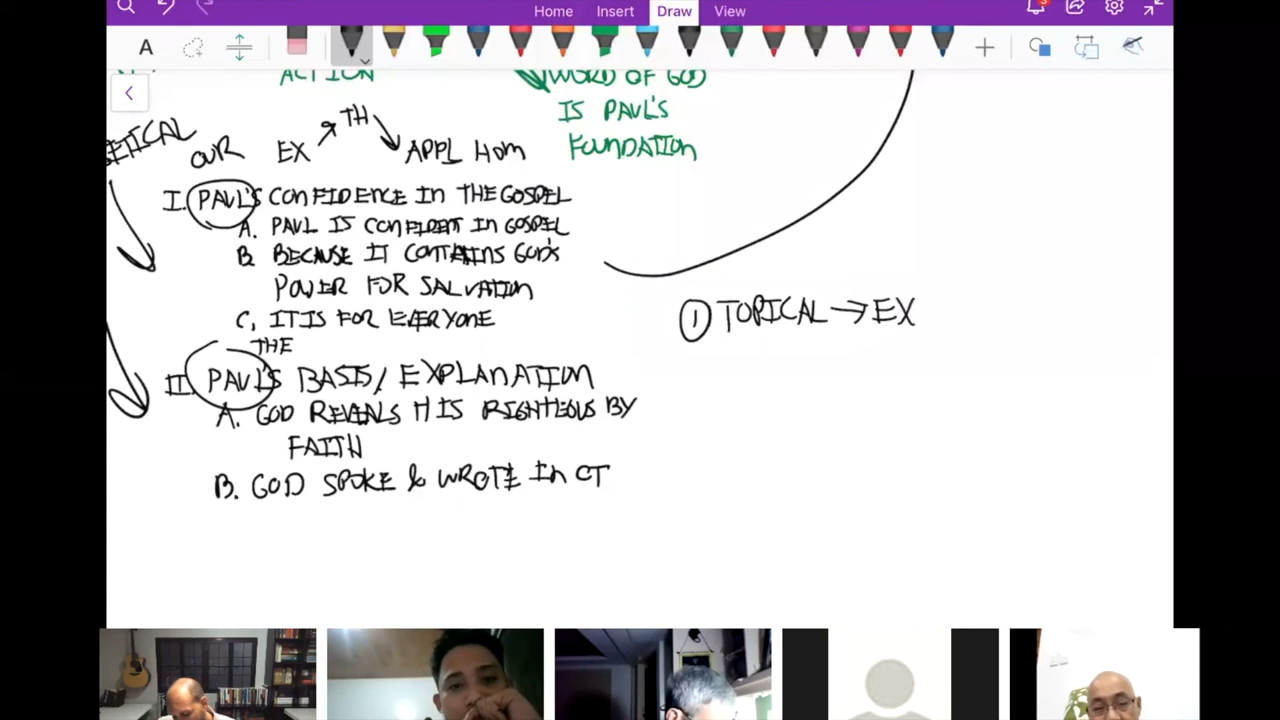 Home Insert Draw View
ACTION
WORD OF GOD
IS PAUL'S
FOUNDATION
ETICAL
OUR EX TH APPL HOM
I. PAUL'S CONFIDENCE IN THE GOSPEL
A. PAUL IS CONFIDENT IN GOSPEL
B. BECAUSE IT CONTAINS GOD'S
POWER FOR SALVATION
C. IT IS FOR EVERYONE
① TOPICAL → EX
THE
II. PAUL'S BASIS / EXPLANATION
A. GOD REVEALS HIS RIGHTEOUS BY
FAITH
B. GOD SPOKE & WROTE IN OT